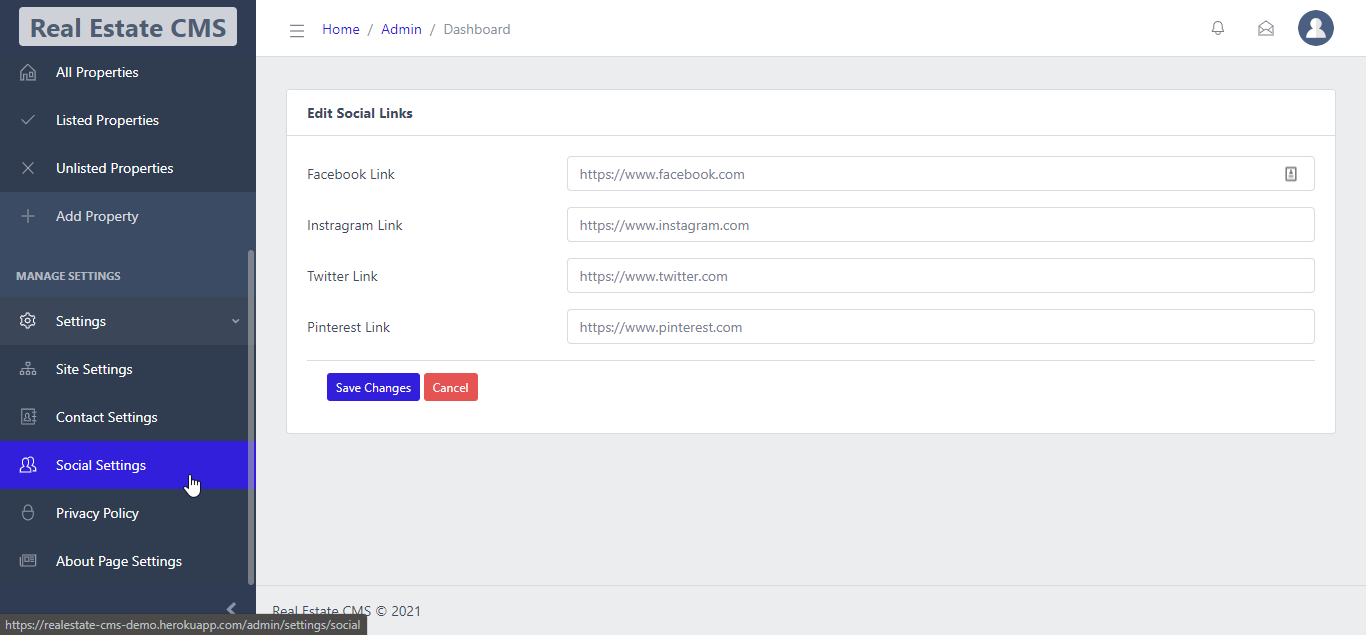 Real Estate CMS
All Properties
Listed Properties
Unlisted Properties
Add Property
MANAGE SETTINGS
Settings
Site Settings
Contact Settings
Social Settings
Privacy Policy
About Page Settings
Home / Admin / Dashboard
Edit Social Links
Facebook Link https://www.facebook.com
Instragram Link https://www.instagram.com
Twitter Link https://www.twitter.com
Pinterest Link https://www.pinterest.com
Save Changes Cancel
Real Estate CMS © 2021
https://realestate-cms-demo.herokuapp.com/admin/settings/social